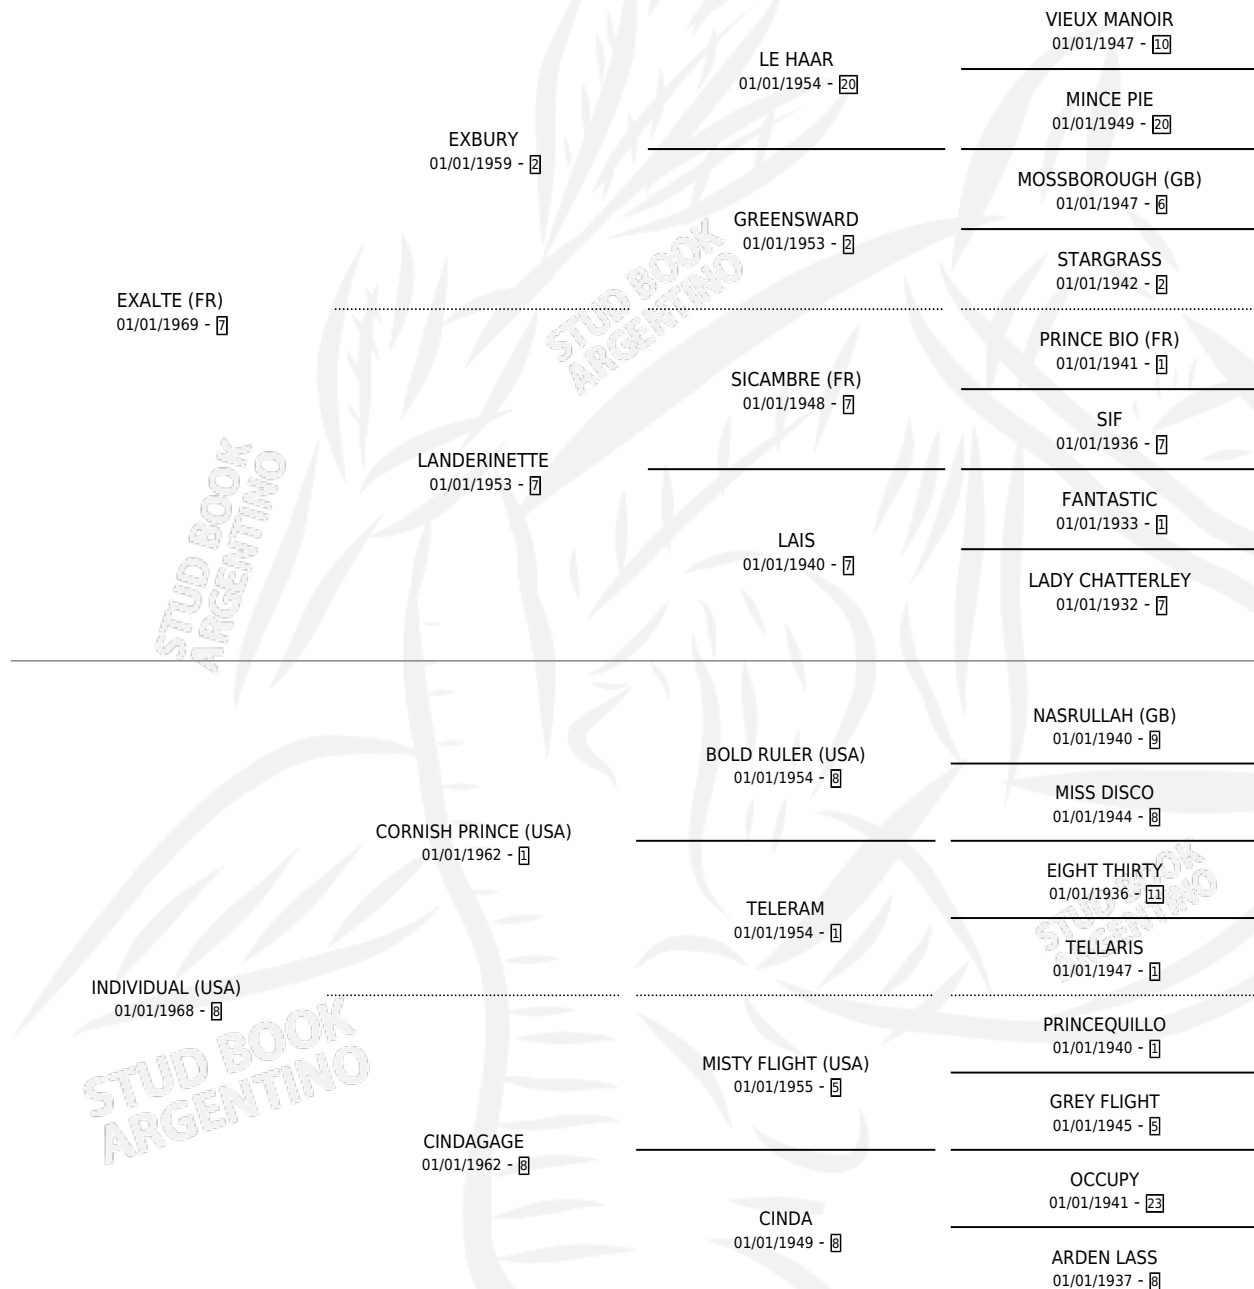 VIEUX MANOIR
01/01/1947 - 10
LE HAAR
01/01/1954 - 20
MINCE PIE
01/01/1949 - 20
EXBURY
01/01/1959 - 2
MOSSBOROUGH (GB)
01/01/1947 - 6
GREENSWARD
01/01/1953 - 2
STARGRASS
01/01/1942 - 2
EXALTE (FR)
01/01/1969 - 7
PRINCE BIO (FR)
01/01/1941 - 1
SICAMBRE (FR)
01/01/1948 - 7
SIF
01/01/1936 - 7
LANDERINETTE
01/01/1953 - 7
FANTASTIC
01/01/1933 - 1
LAIS
01/01/1940 - 7
LADY CHATTERLEY
01/01/1932 - 7
NASRULLAH (GB)
01/01/1940 - 9
BOLD RULER (USA)
01/01/1954 - 8
MISS DISCO
01/01/1944 - 8
CORNISH PRINCE (USA)
01/01/1962 - 1
EIGHT THIRTY
01/01/1936 - 11
TELERAM
01/01/1954 - 1
TELLARIS
01/01/1947 - 1
INDIVIDUAL (USA)
01/01/1968 - 8
PRINCEQUILLO
01/01/1940 - 1
MISTY FLIGHT (USA)
01/01/1955 - 5
GREY FLIGHT
01/01/1945 - 5
CINDAGAGE
01/01/1962 - 8
OCCUPY
01/01/1941 - 23
CINDA
01/01/1949 - 8
ARDEN LASS
01/01/1937 - 8
STUD BOOK
ARGENTINO
STUD BOOK
ARGENTINO
STUD BOOK
ARGENTINO
STUD BOOK
ARGENTINO